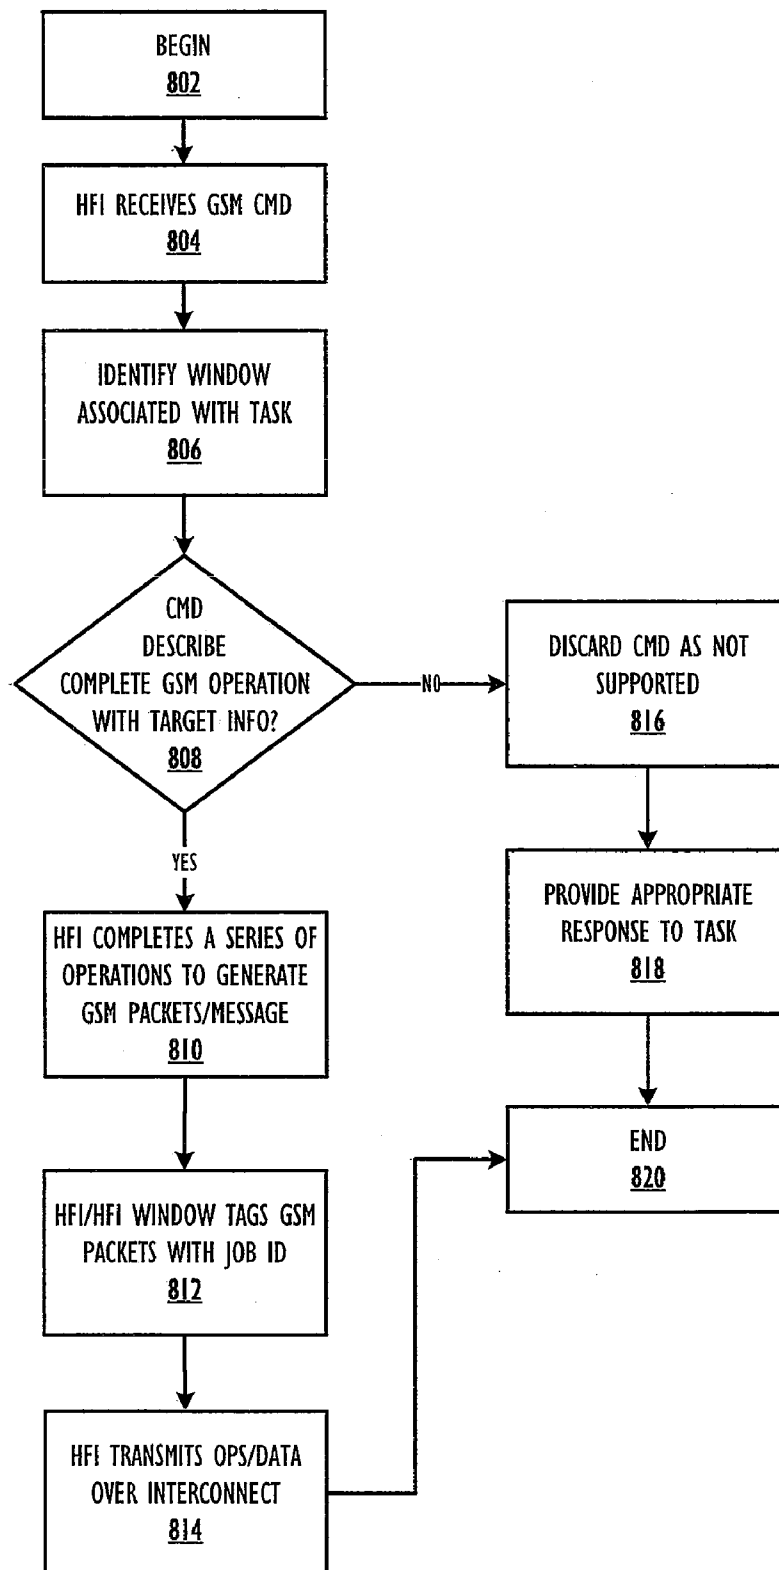 BEGIN
802
HFI RECEIVES GSM CMD
804
IDENTIFY WINDOW
ASSOCIATED WITH TASK
806
CMD
DESCRIBE
COMPLETE GSM OPERATION
WITH TARGET INFO?
808
NO
DISCARD CMD AS NOT
SUPPORTED
816
PROVIDE APPROPRIATE
RESPONSE TO TASK
818
YES
HFI COMPLETES A SERIES OF
OPERATIONS TO GENERATE
GSM PACKETS/MESSAGE
810
HFI/HFI WINDOW TAGS GSM
PACKETS WITH JOB ID
812
HFI TRANSMITS OPS/DATA
OVER INTERCONNECT
814
END
820